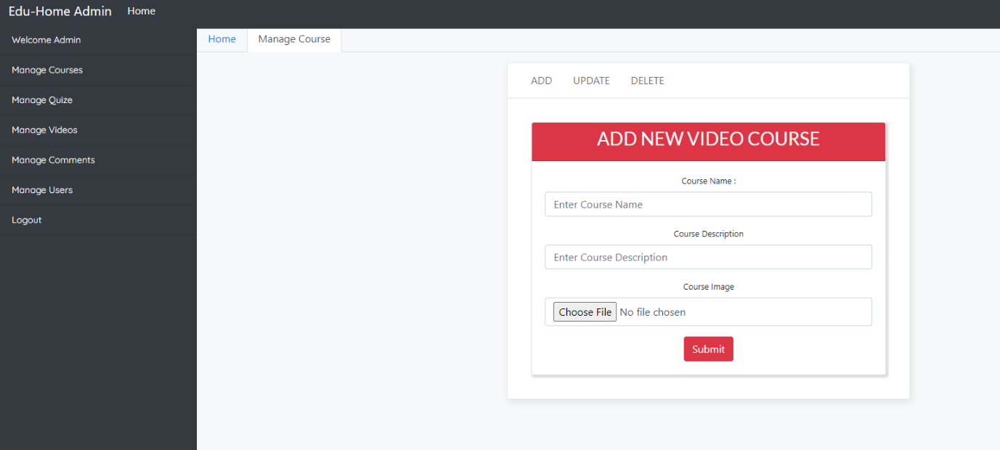 Edu-Home Admin Home
Welcome Admin
Manage Courses
Manage Quize
Manage Videos
Manage Comments
Manage Users
Logout
Home Manage Course
ADD UPDATE DELETE
ADD NEW VIDEO COURSE
Course Name :
Enter Course Name
Course Description
Enter Course Description
Course Image
Choose File No file chosen
Submit